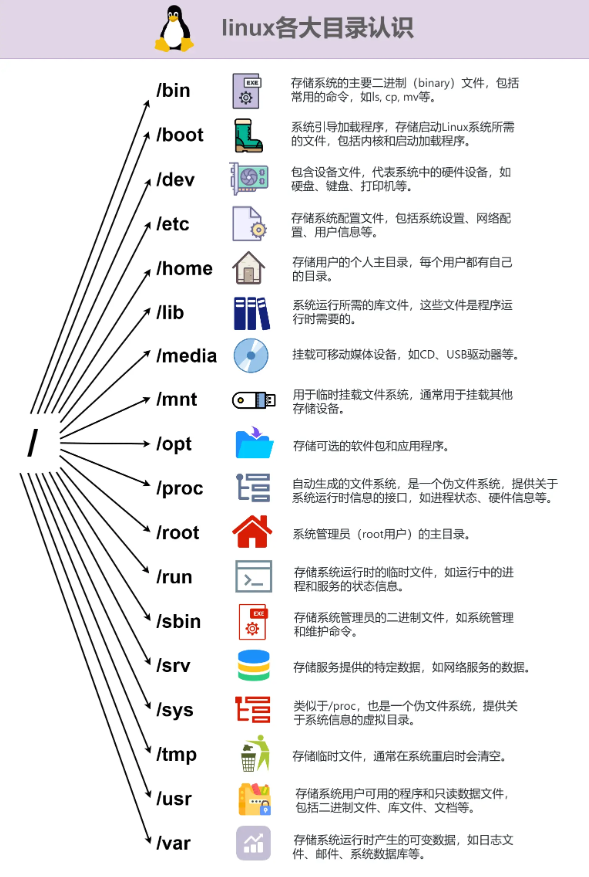 linux各大目录认识
/
/bin
EXE
存储系统的主要二进制（binary）文件，包括
常用的命令，如ls, cp, mv等。
/boot
系统引导加载程序，存储启动Linux系统所需
的文件，包括内核和启动加载程序。
/dev
包含设备文件，代表系统中的硬件设备，如
硬盘、键盘、打印机等。
/etc
存储系统配置文件，包括系统设置、网络配
置、用户信息等。
/home
存储用户的个人主目录，每个用户都有自己
的目录。
/lib
系统运行所需的库文件，这些文件是程序运
行时需要的。
/media
挂载可移动媒体设备，如CD、USB驱动器等。
/mnt
用于临时挂载文件系统，通常用于挂载其他
存储设备。
/opt
存储可选的软件包和应用程序。
/proc
自动生成的文件系统，是一个伪文件系统，提供关于
系统运行时信息的接口，如进程状态、硬件信息等。
/root
系统管理员（root用户）的主目录。
/run
存储系统运行时的临时文件，如运行中的进
程和服务的状态信息。
/sbin
EXE
存储系统管理员的二进制文件，如系统管理
和维护命令。
/srv
存储服务提供的特定数据，如网络服务的数据。
/sys
类似于/proc，也是一个伪文件系统，提供关
于系统信息的虚拟目录。
/tmp
存储临时文件，通常在系统重启时会清空。
/usr
存储系统用户可用的程序和只读数据文件，
包括二进制文件、库文件、文档等。
/var
存储系统运行时产生的可变数据，如日志文
件、邮件、系统数据库等。